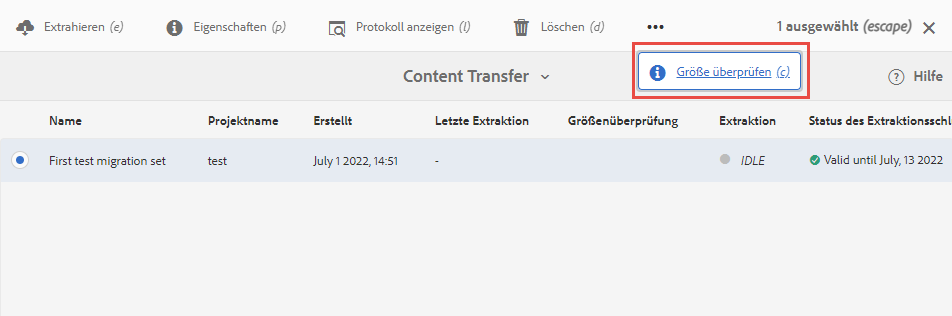 Extrahieren (e) Eigenschaften (p) Protokoll anzeigen (l) Löschen (d) ••• 1 ausgewählt (escape)
Content Transfer Größe überprüfen (c) Hilfe
Name Projektname Erstellt Letzte Extraktion Größenüberprüfung Extraktion Status des Extraktionsschl
First test migration set test July 1 2022, 14:51 - IDLE Valid until July, 13 2022